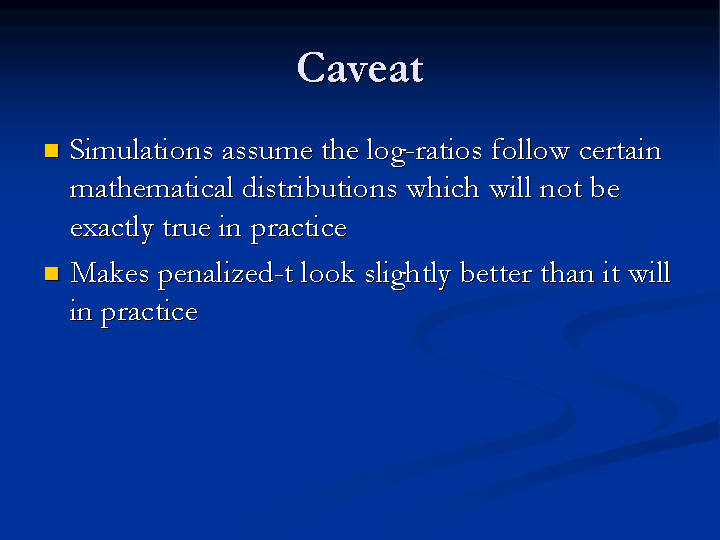 Caveat
Simulations assume the log-ratios follow certain
mathematical distributions which will not be
exactly true in practice
Makes penalized-t look slightly better than it will
in practice